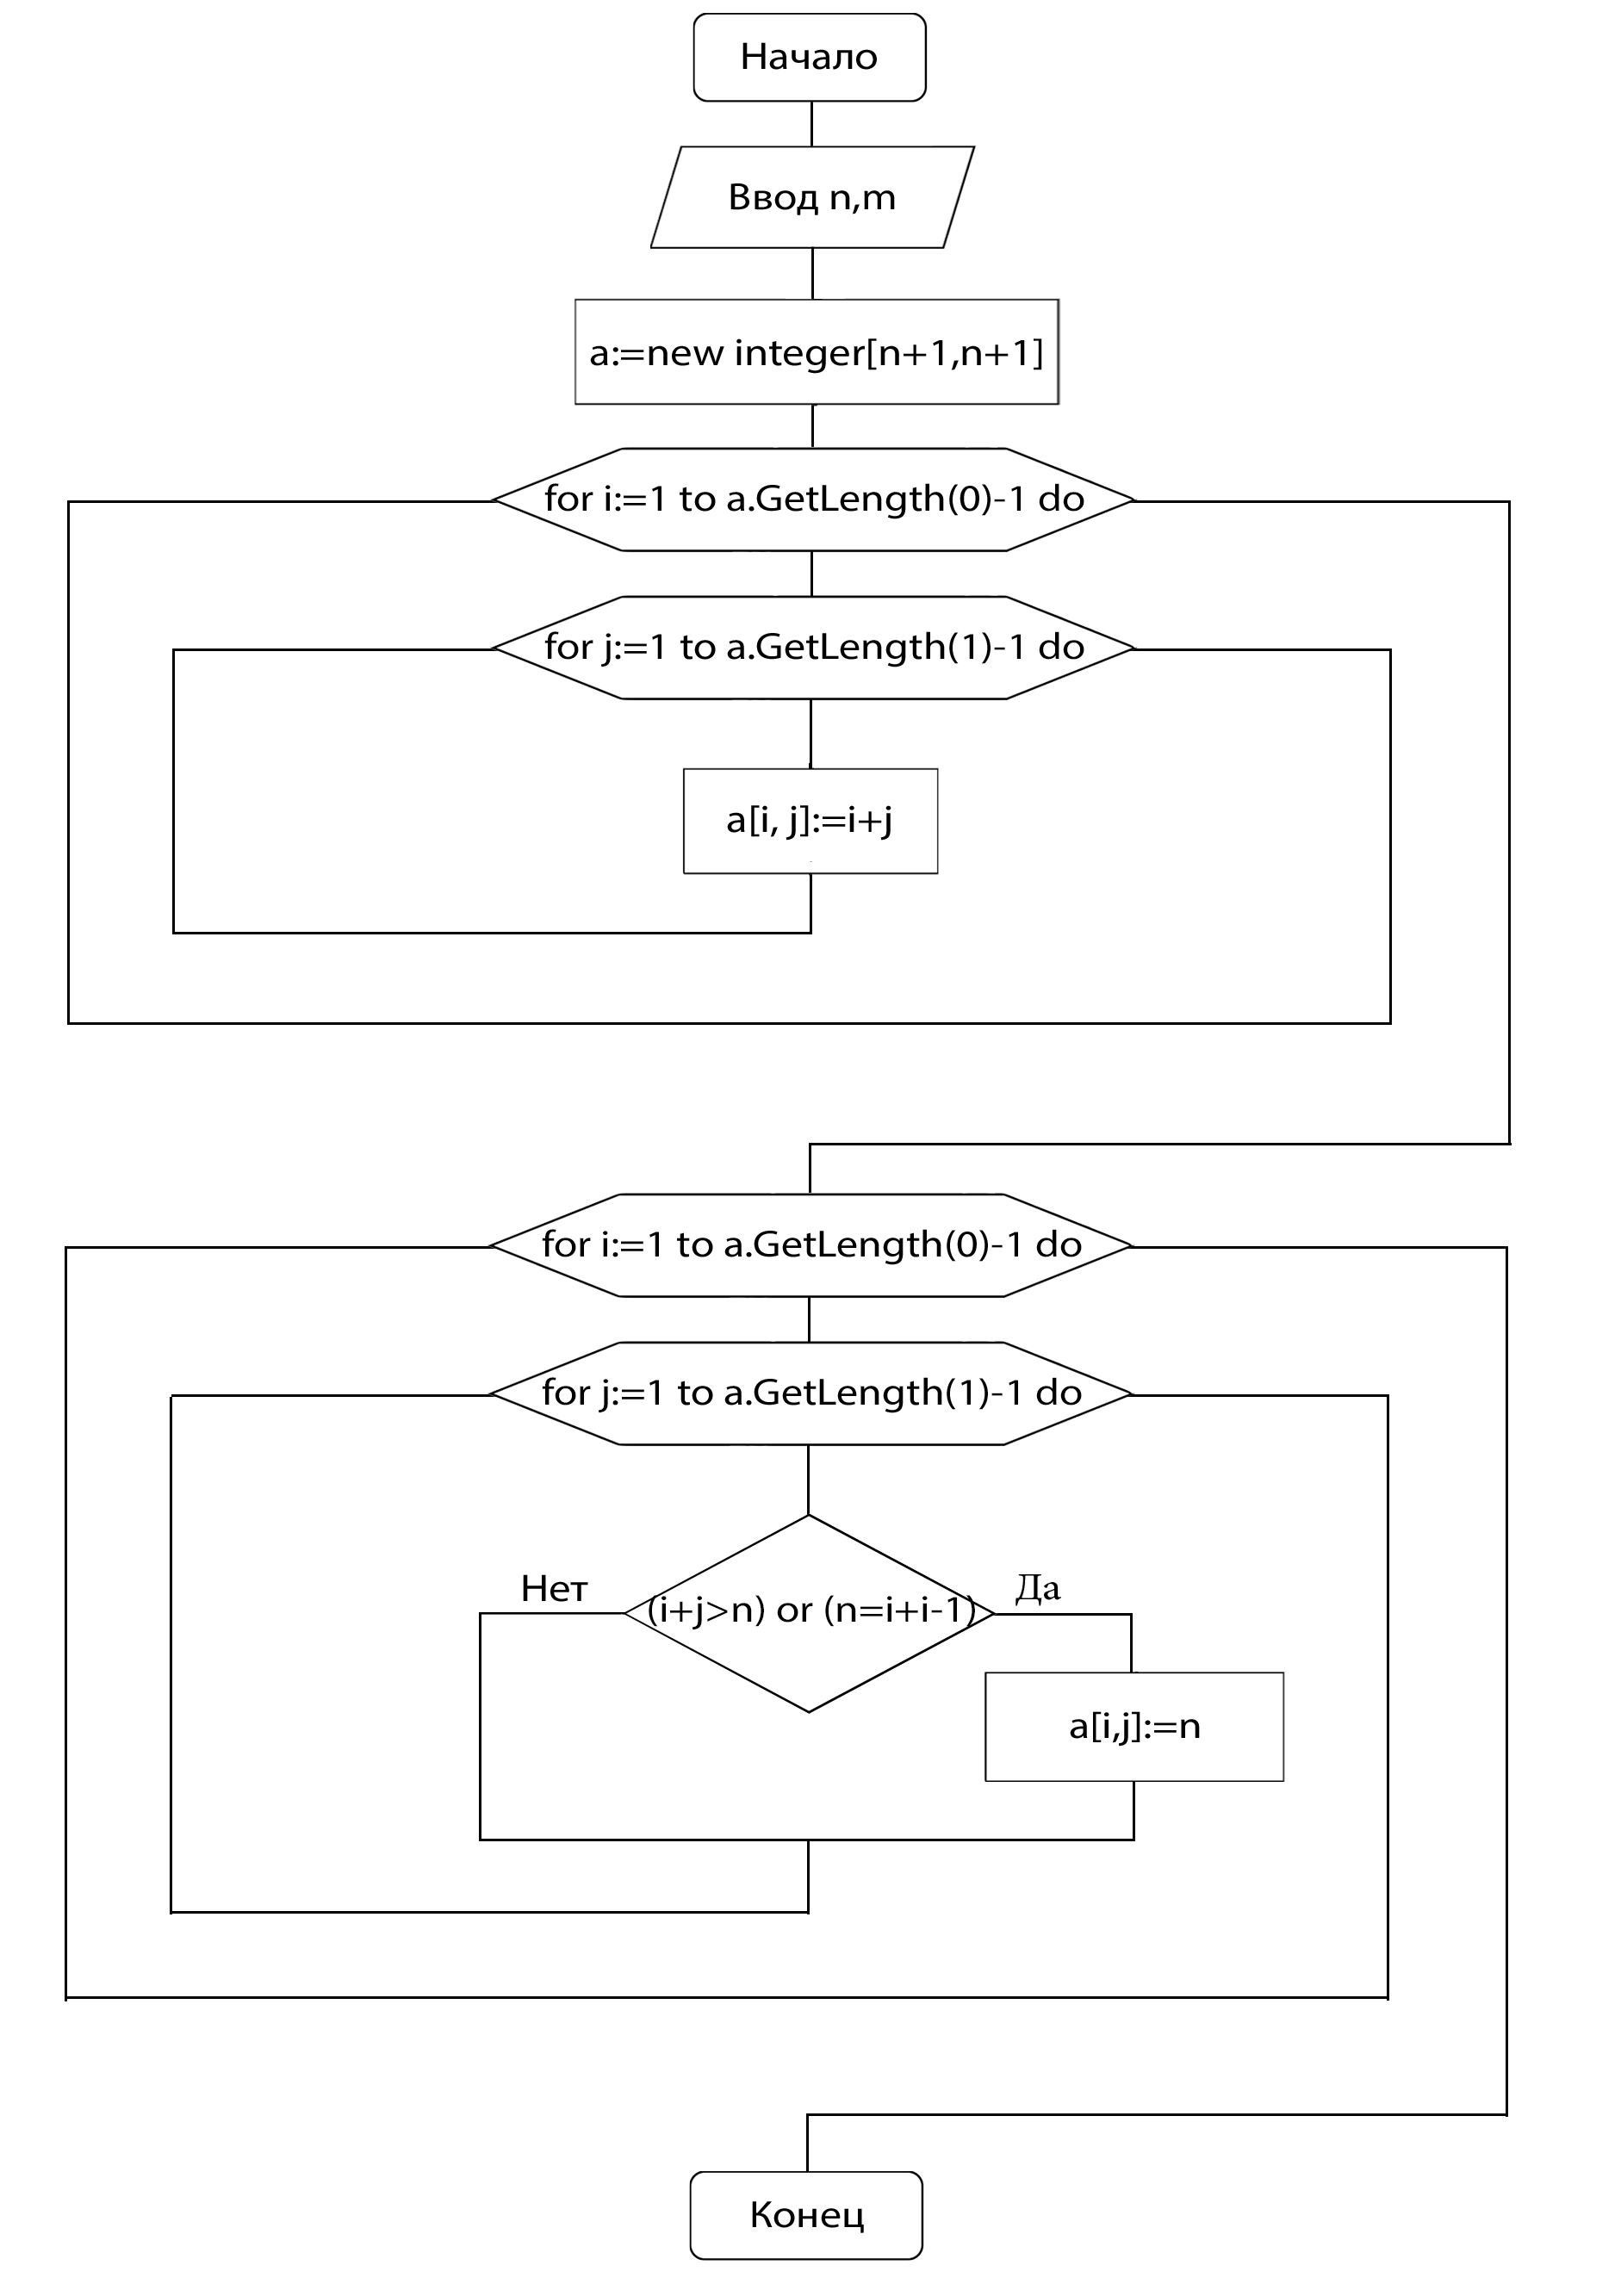 Начало
Ввод n,m
a:=new integer[n+1,n+1]
for i:=1 to a.GetLength(0)-1 do
for j:=1 to a.GetLength(1)-1 do
a[i, j]:=i+j
for i:=1 to a.GetLength(0)-1 do
for j:=1 to a.GetLength(1)-1 do
Нет
Да
(i+j>n) or (n=i+i-1)
a[i,j]:=n
Конец